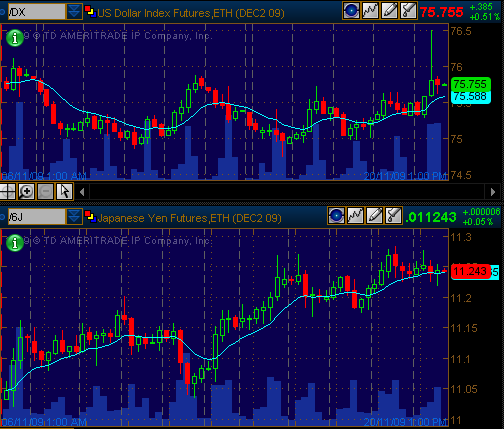 /DX US Dollar Index Futures,ETH (DEC2 09) 75.755 +.385 +0.51%
© TD AMERITRADE IP Company, Inc.
76.5
76
75.755
75.588
75
74.5
06/11/09 1:00 AM 20/11/09 1:00 PM
/6J Japanese Yen Futures,ETH (DEC2 09) .011243 +.000006 +0.05%
© TD AMERITRADE IP Company, Inc.
11.3
11.243
11.2
11.15
11.1
11.05
11
06/11/09 1:00 AM 20/11/09 1:00 PM